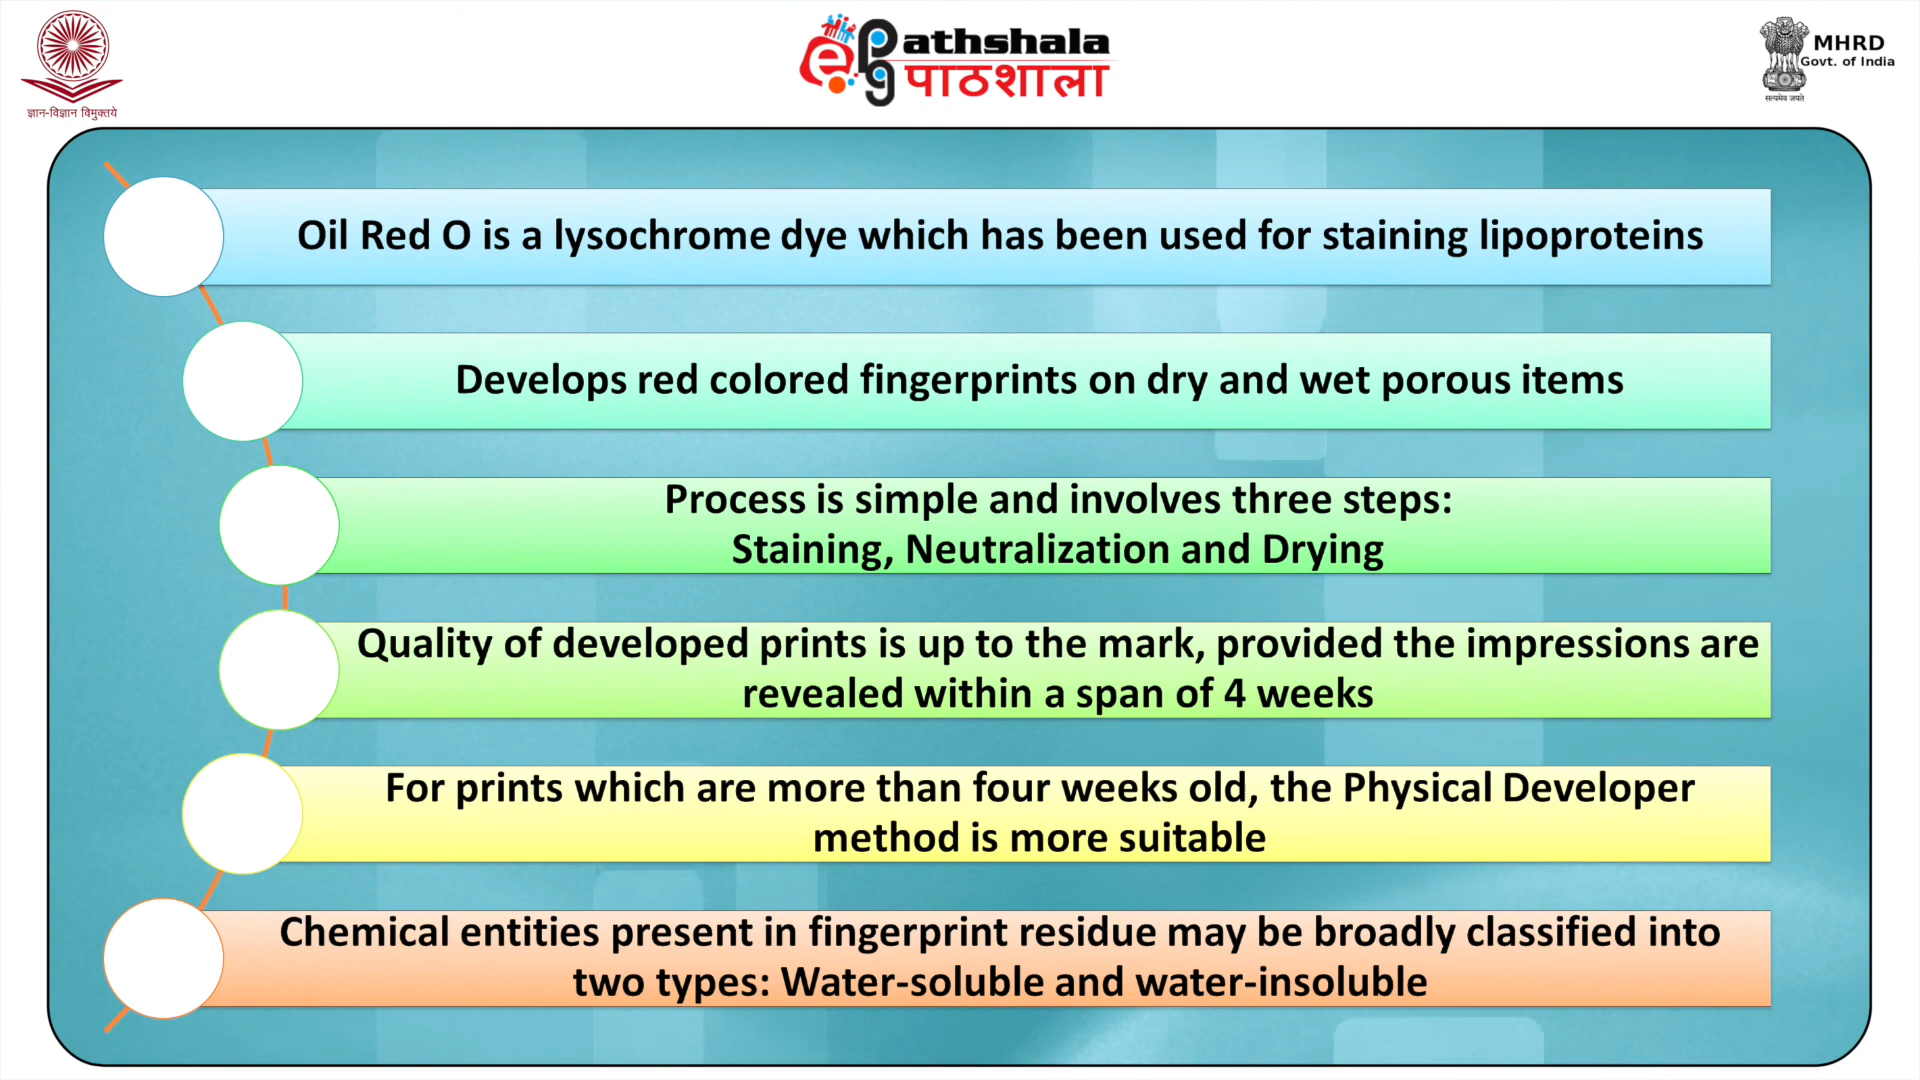 ज्ञान-विज्ञान विमुक्तये
e PG athshala
पाठशाला
MHRD
Govt. of India
सत्यमेव जयते
Oil Red O is a lysochrome dye which has been used for staining lipoproteins
Develops red colored fingerprints on dry and wet porous items
Process is simple and involves three steps:
Staining, Neutralization and Drying
Quality of developed prints is up to the mark, provided the impressions are
revealed within a span of 4 weeks
For prints which are more than four weeks old, the Physical Developer
method is more suitable
Chemical entities present in fingerprint residue may be broadly classified into
two types: Water-soluble and water-insoluble